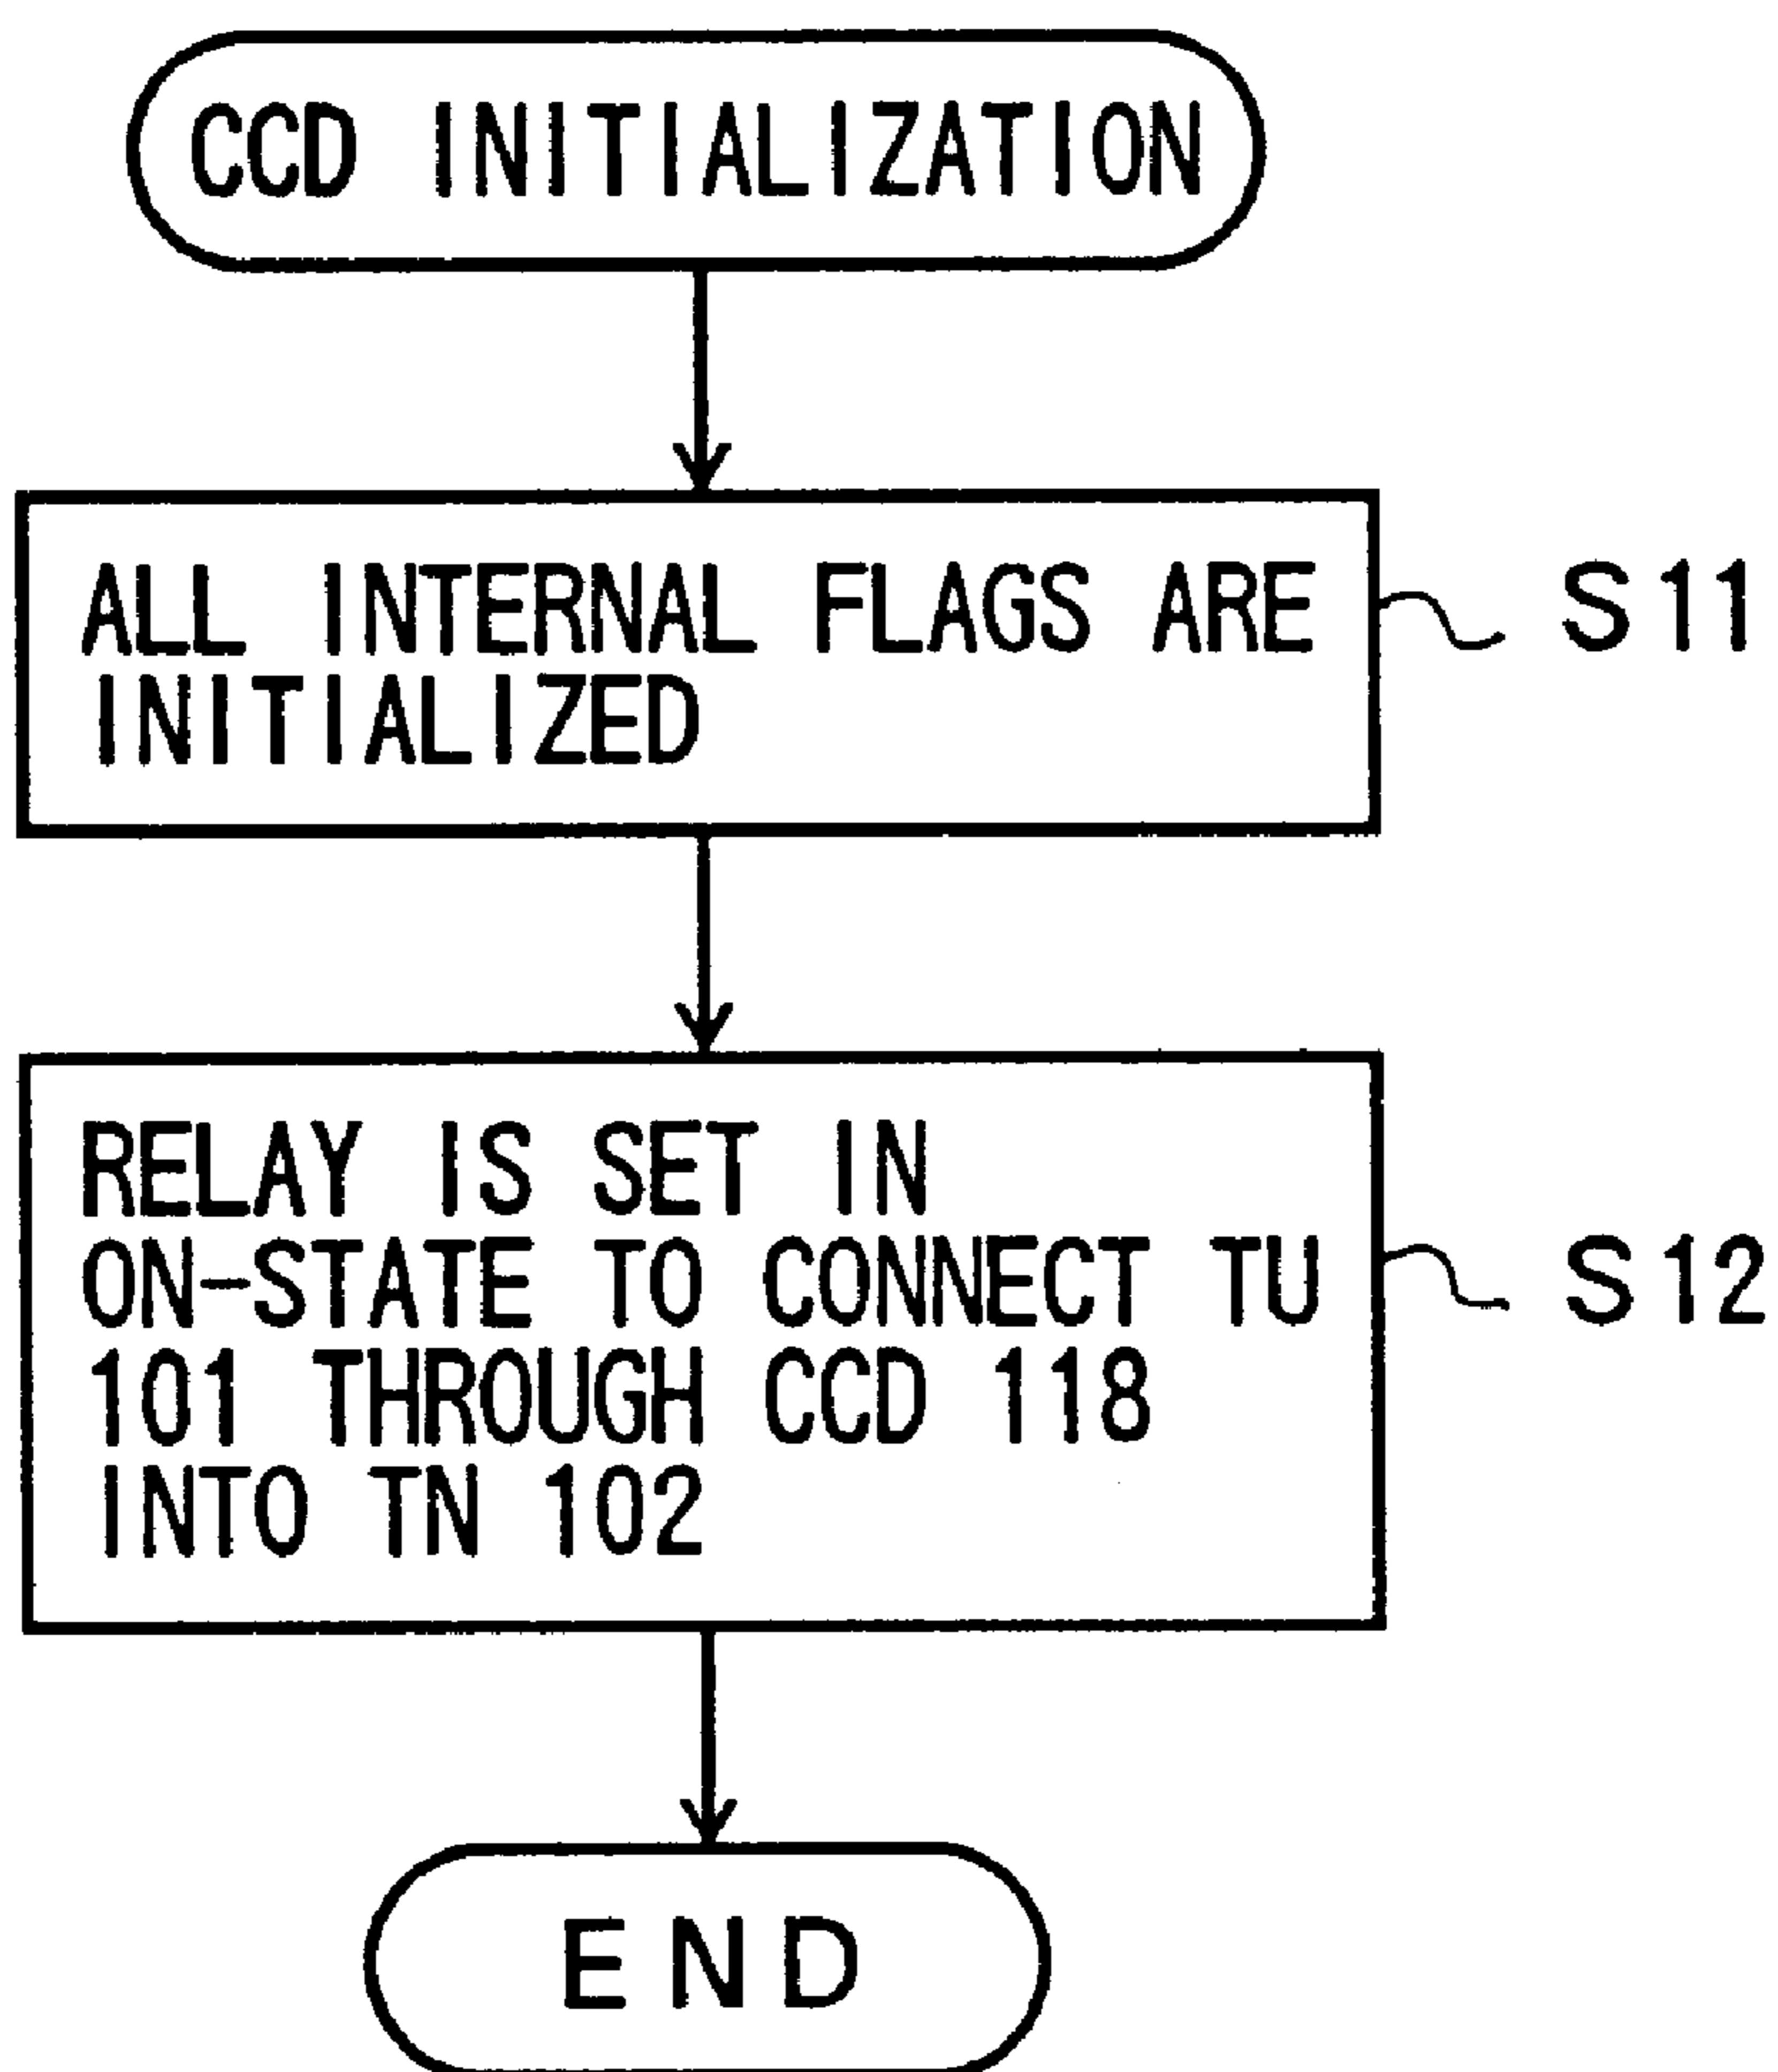 CCD INITIALIZATION
ALL INTERNAL FLAGS ARE
INITIALIZED
S11
RELAY IS SET IN
ON-STATE TO CONNECT TU
101 THROUGH CCD 118
INTO TN 102
S12
END